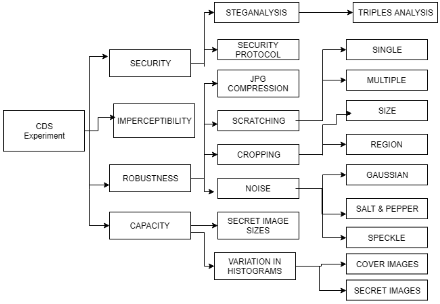 STEGANALYSIS
TRIPLES ANALYSIS
SECURITY
SECURITY
PROTOCOL
SINGLE
JPG
COMPRESSION
MULTIPLE
CDS
Experiment
IMPERCEPTIBILITY
SCRATCHING
SIZE
CROPPING
REGION
ROBUSTNESS
NOISE
GAUSSIAN
SALT & PEPPER
CAPACITY
SECRET IMAGE
SIZES
SPECKLE
VARIATION IN
HISTOGRAMS
COVER IMAGES
SECRET IMAGES